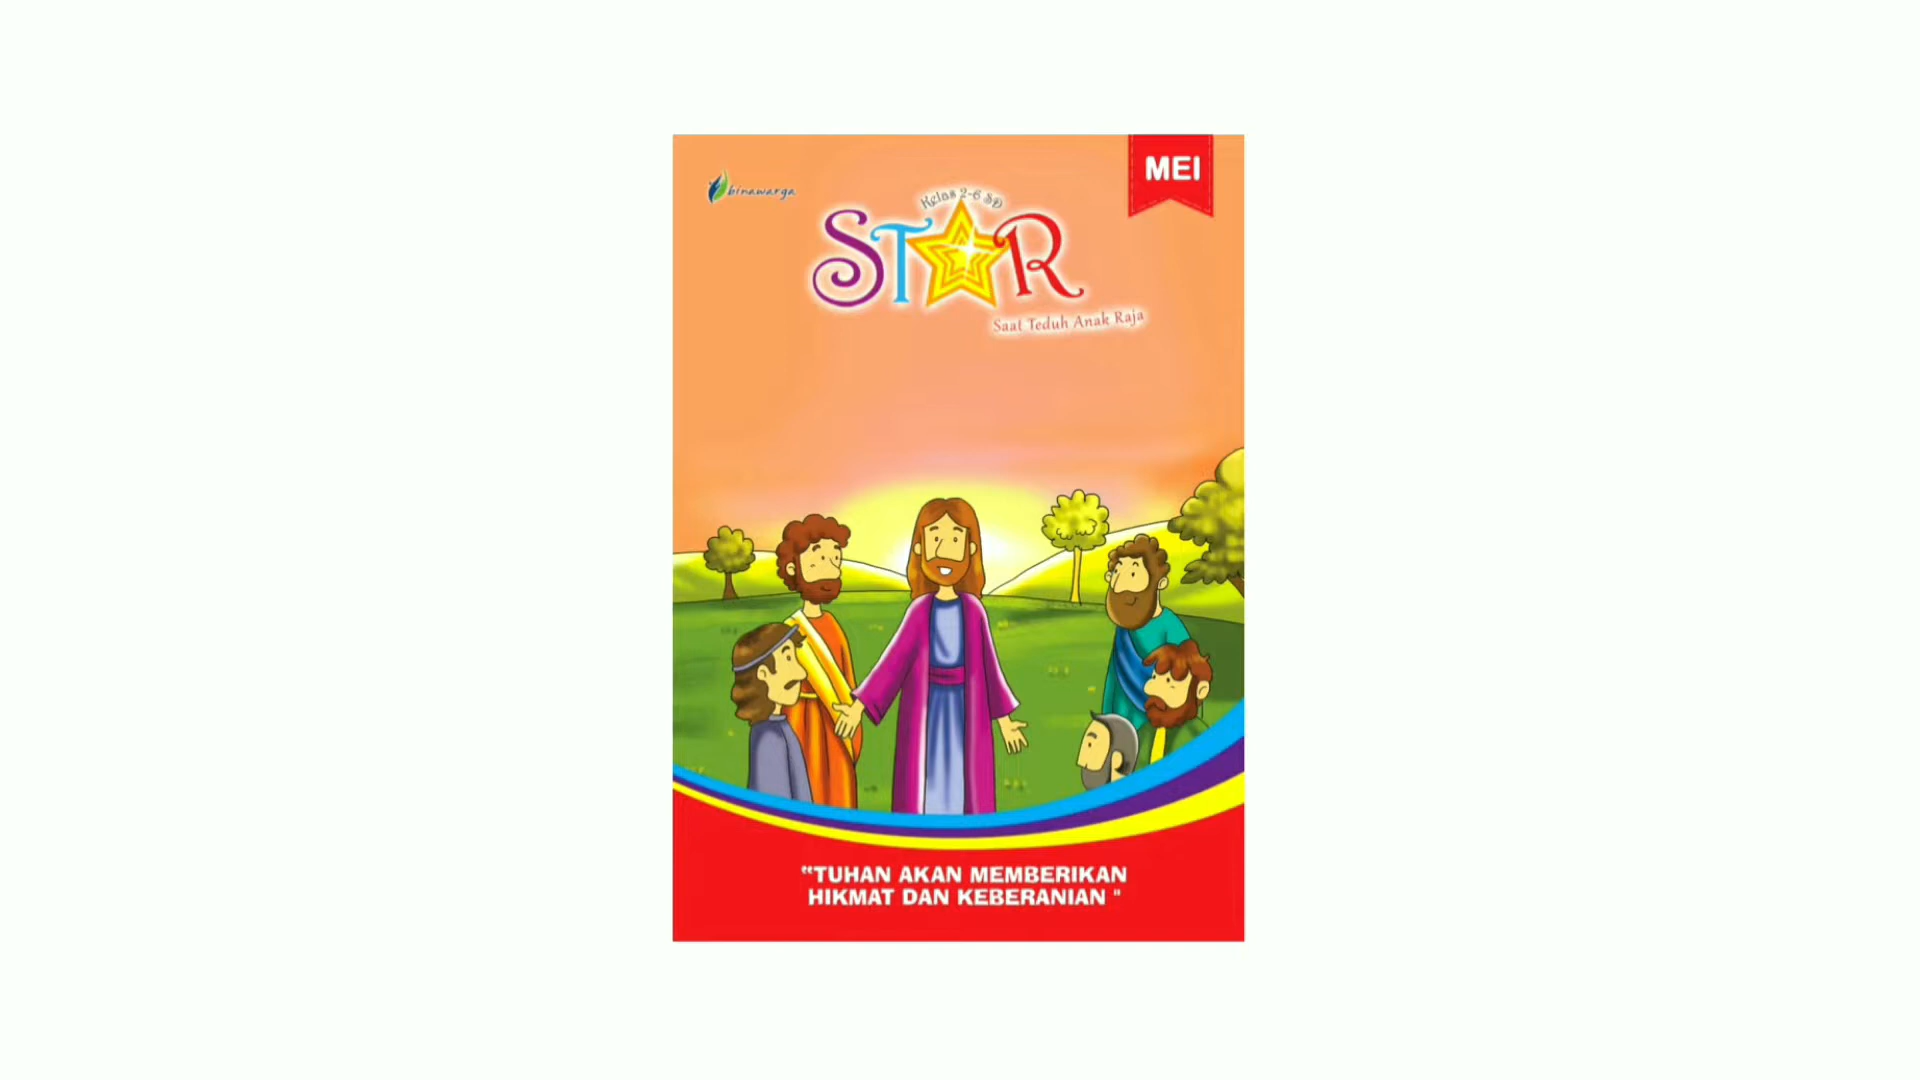 binawarga
MEI
Kelas 2-6 SD
STAR
Saat Teduh Anak Raja
“TUHAN AKAN MEMBERIKAN
HIKMAT DAN KEBERANIAN "